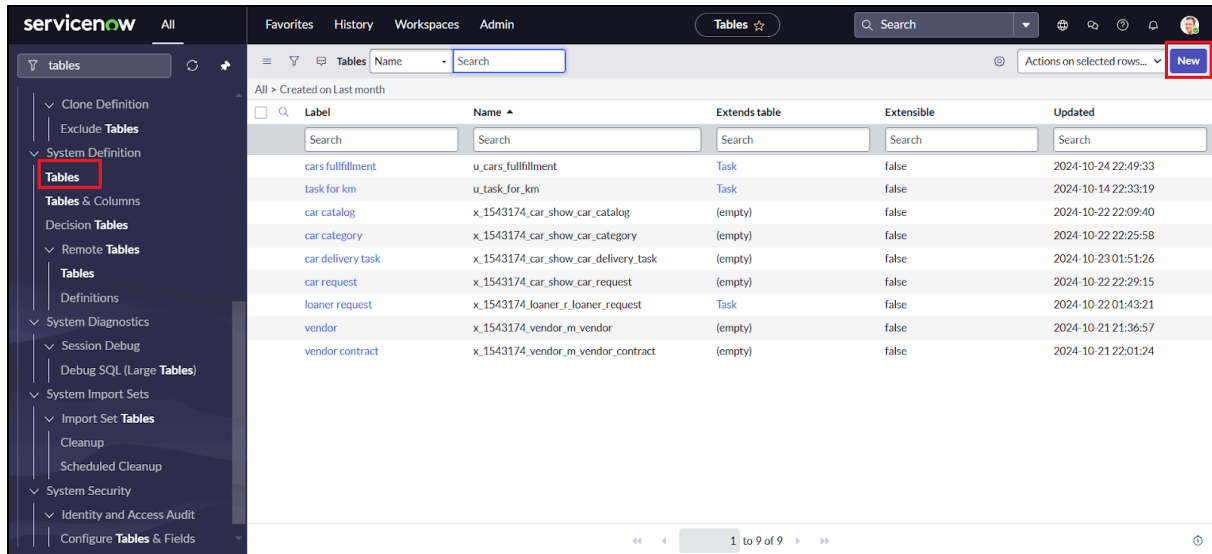 servicenow All Favorites History Workspaces Admin Tables Search
tables
Clone Definition
Exclude Tables
System Definition
Tables
Tables & Columns
Decision Tables
Remote Tables
Tables
Definitions
System Diagnostics
Session Debug
Debug SQL (Large Tables)
System Import Sets
Import Set Tables
Cleanup
Scheduled Cleanup
System Security
Identity and Access Audit
Configure Tables & Fields
Tables Name Search Actions on selected rows... New
All > Created on Last month
Label Name Extends table Extensible Updated
Search Search Search Search Search
cars fullfillment u_cars_fullfillment Task false 2024-10-24 22:49:33
task for km u_task_for_km Task false 2024-10-14 22:33:19
car catalog x_1543174_car_show_car_catalog (empty) false 2024-10-22 22:09:40
car category x_1543174_car_show_car_category (empty) false 2024-10-22 22:25:58
car delivery task x_1543174_car_show_car_delivery_task (empty) false 2024-10-23 01:51:26
car request x_1543174_car_show_car_request (empty) false 2024-10-22 22:29:15
loaner request x_1543174_loaner_r_loaner_request Task false 2024-10-22 01:43:21
vendor x_1543174_vendor_m_vendor (empty) false 2024-10-21 21:36:57
vendor contract x_1543174_vendor_m_vendor_contract (empty) false 2024-10-21 22:01:24
1 to 9 of 9